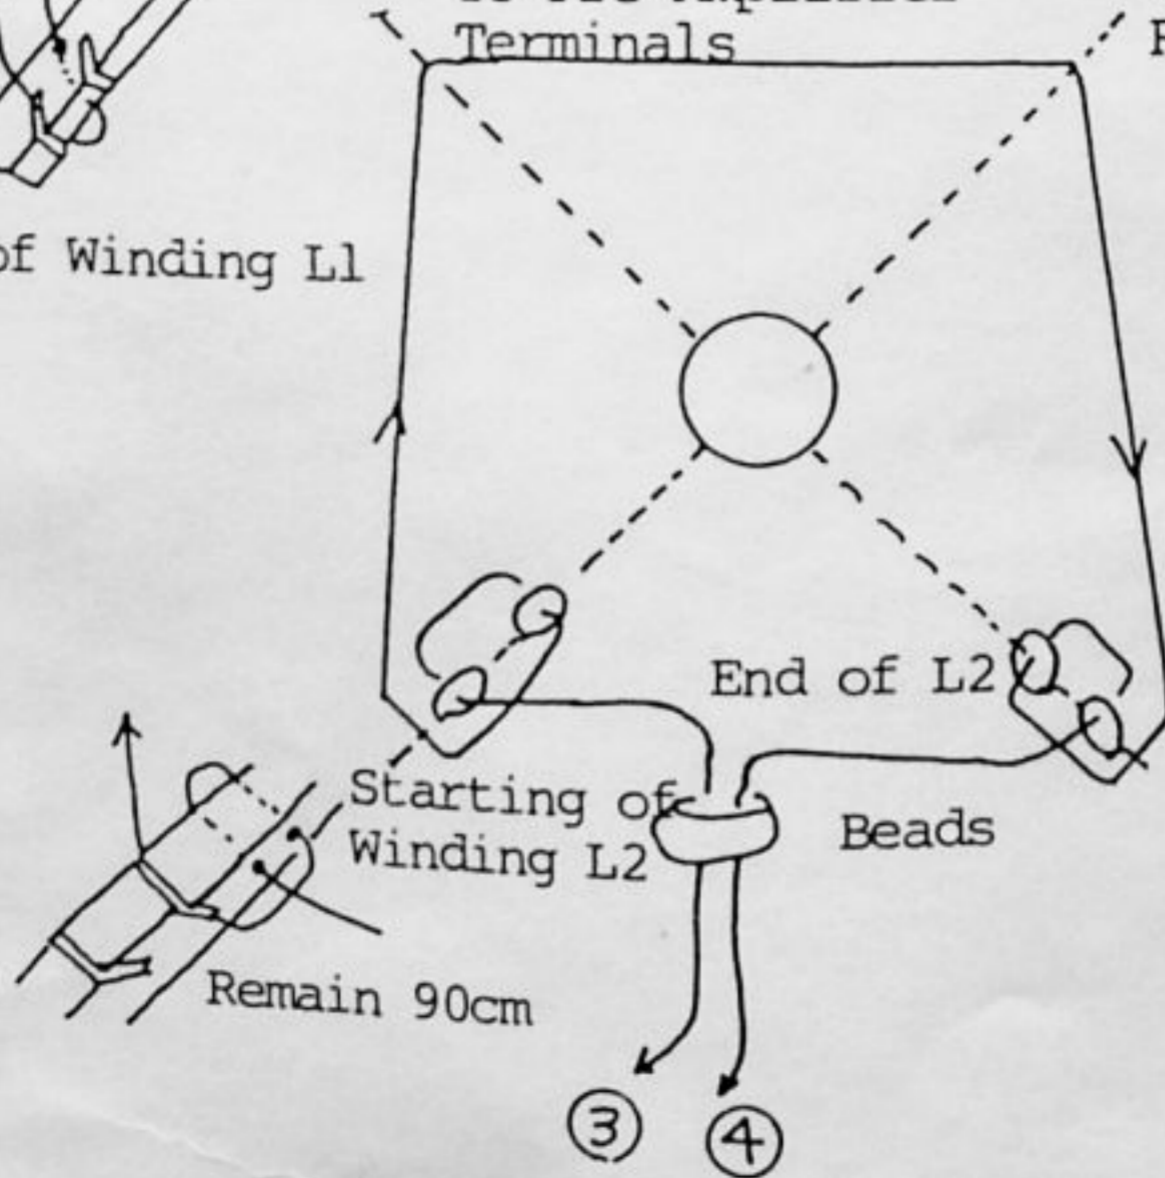 Terminals
of Winding L1
End of L2
Starting of
Winding L2
Beads
Remain 90cm
3
4